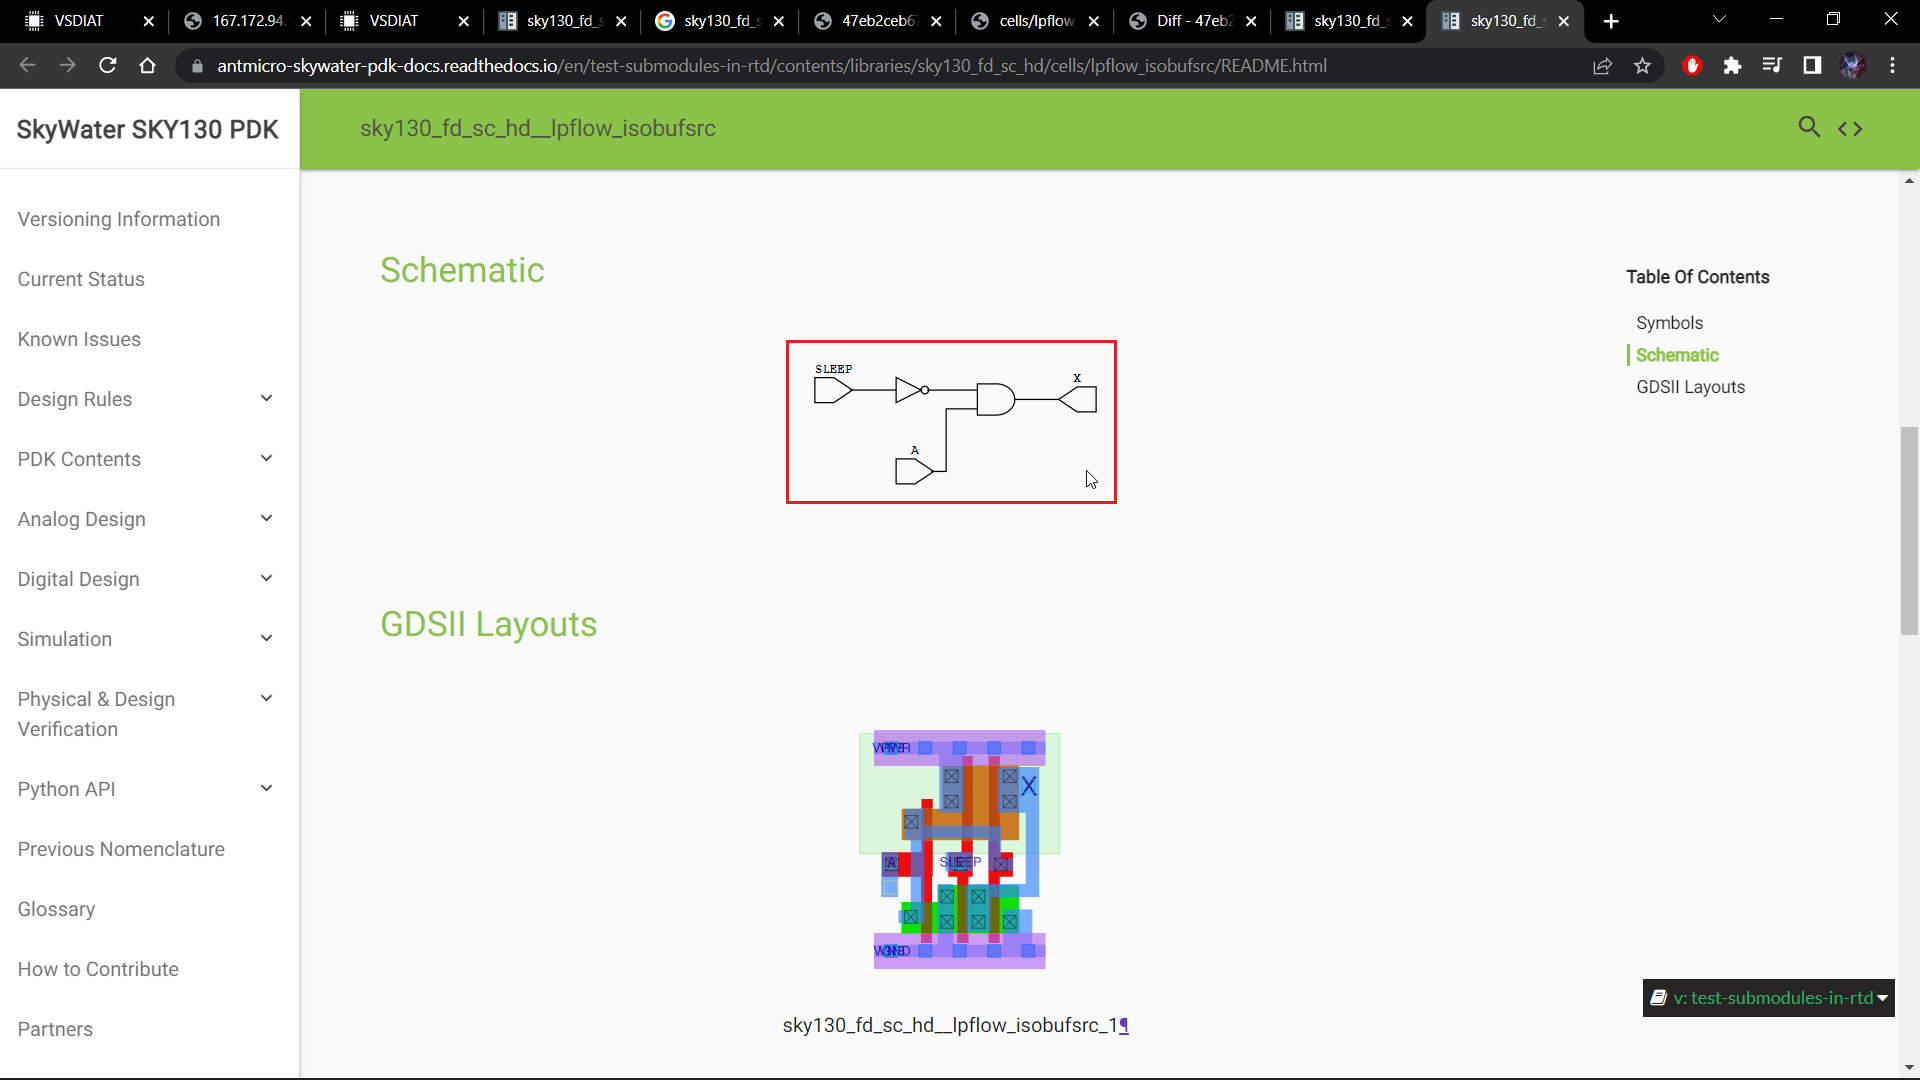 VSDIAT
167.172.94.
VSDIAT
sky130_fd_s
sky130_fd_s
47eb2ceb67
cells/lpflow
Diff - 47eb2
sky130_fd_s
sky130_fd_s
antmicro-skywater-pdk-docs.readthedocs.io/en/test-submodules-in-rtd/contents/libraries/sky130_fd_sc_hd/cells/lpflow_isobufsrc/README.html
SkyWater SKY130 PDK
sky130_fd_sc_hd__lpflow_isobufsrc
Versioning Information
Current Status
Known Issues
Design Rules
PDK Contents
Analog Design
Digital Design
Simulation
Physical & Design
Verification
Python API
Previous Nomenclature
Glossary
How to Contribute
Partners
Schematic
SLEEP
X
A
GDSII Layouts
X
A
SLEEP
sky130_fd_sc_hd__lpflow_isobufsrc_1¶
Table Of Contents
Symbols
Schematic
GDSII Layouts
v: test-submodules-in-rtd